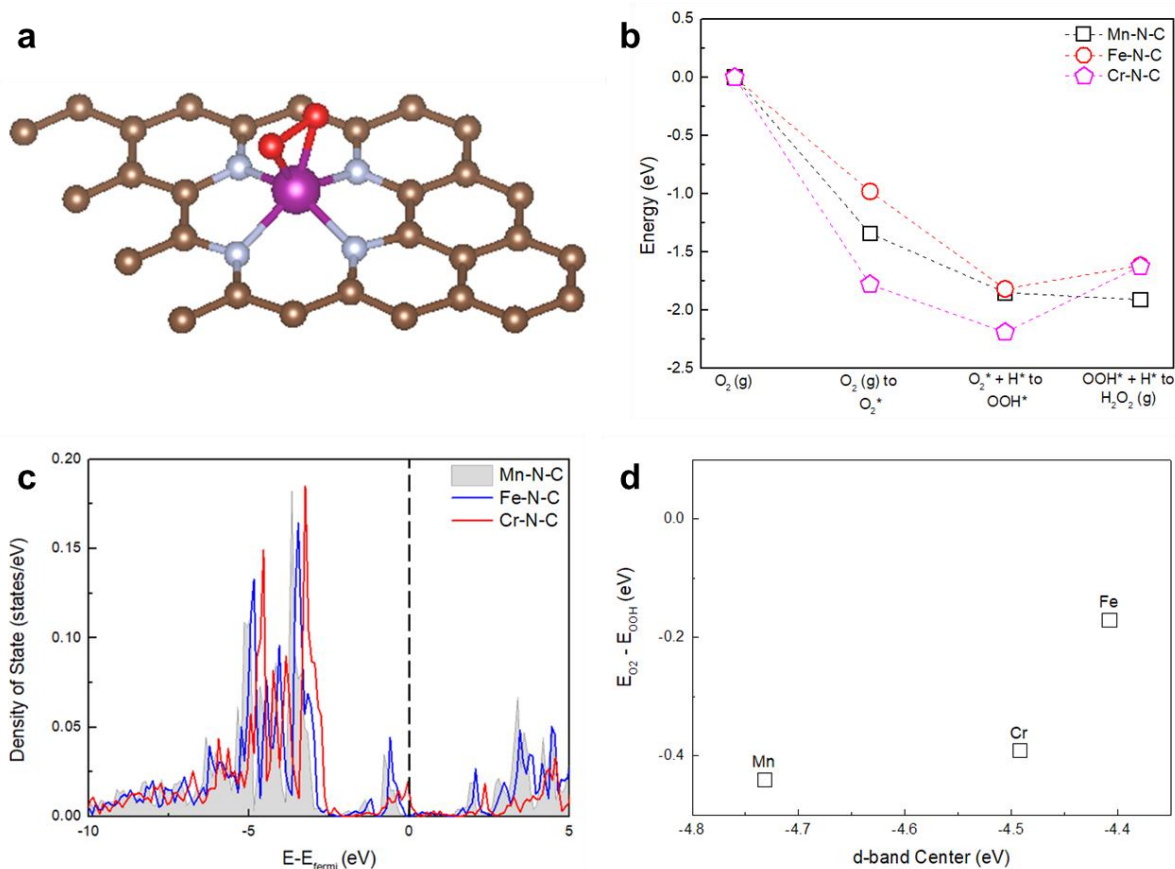 a
b
0.5
0.0
-0.5
-1.0
-1.5
-2.0
-2.5
Energy (eV)
Mn-N-C
Fe-N-C
Cr-N-C
O2 (g)
O2 (g) to
O2*
O2* + H* to
OOH*
OOH* + H* to
H2O2 (g)
c
0.20
0.15
0.10
0.05
0.00
Density of State (states/eV)
Mn-N-C
Fe-N-C
Cr-N-C
-10
-5
0
5
E-Efermi (eV)
d
0.0
-0.2
-0.4
EO2 - EOOH (eV)
Fe
Cr
Mn
-4.8
-4.7
-4.6
-4.5
-4.4
d-band Center (eV)